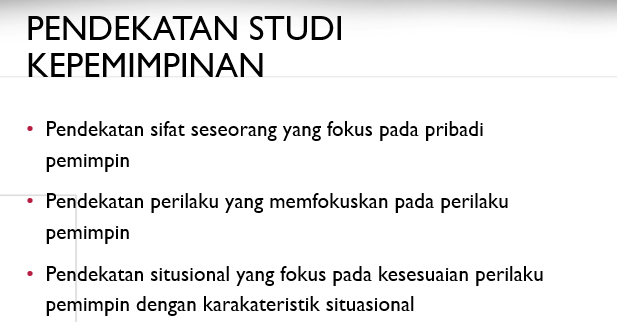 PENDEKATAN STUDI
KEPEMIMPINAN
• Pendekatan sifat seseorang yang fokus pada pribadi
pemimpin
• Pendekatan perilaku yang memfokuskan pada perilaku
pemimpin
• Pendekatan situsional yang fokus pada kesesuaian perilaku
pemimpin dengan karakateristik situasional